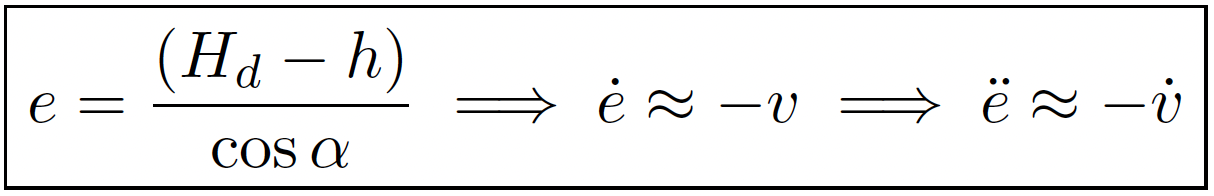 e = (H_d − h) / cos α ⟹ ė ≈ −v ⟹ ë ≈ −v̇